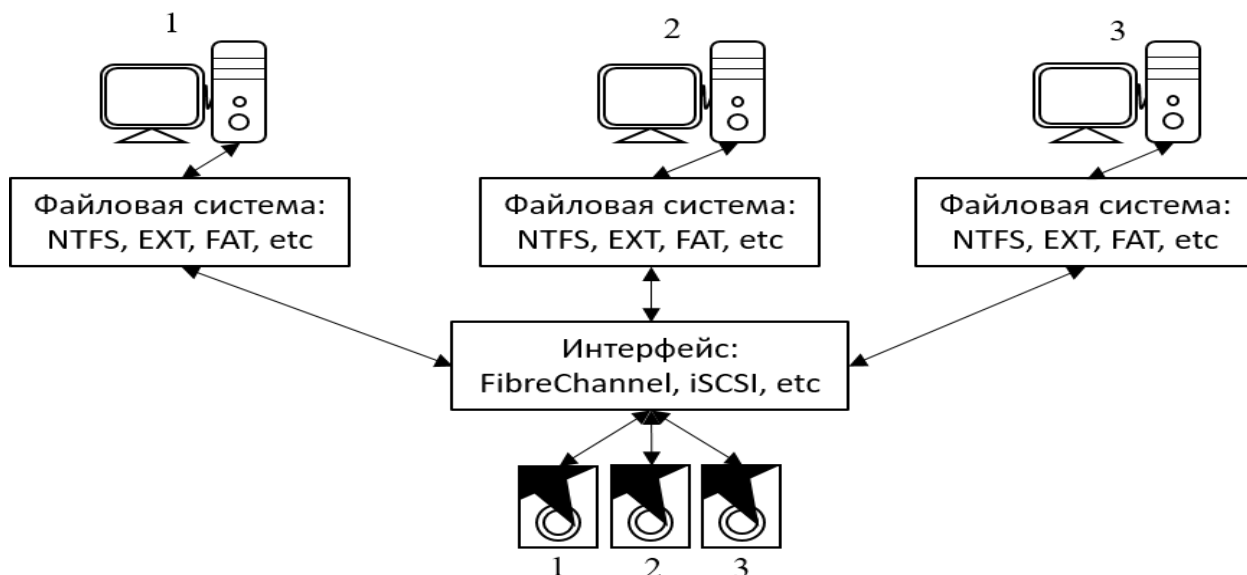 1
2
3
Файловая система:
NTFS, EXT, FAT, etc
Файловая система:
NTFS, EXT, FAT, etc
Файловая система:
NTFS, EXT, FAT, etc
Интерфейс:
FibreChannel, iSCSI, etc
1
2
3